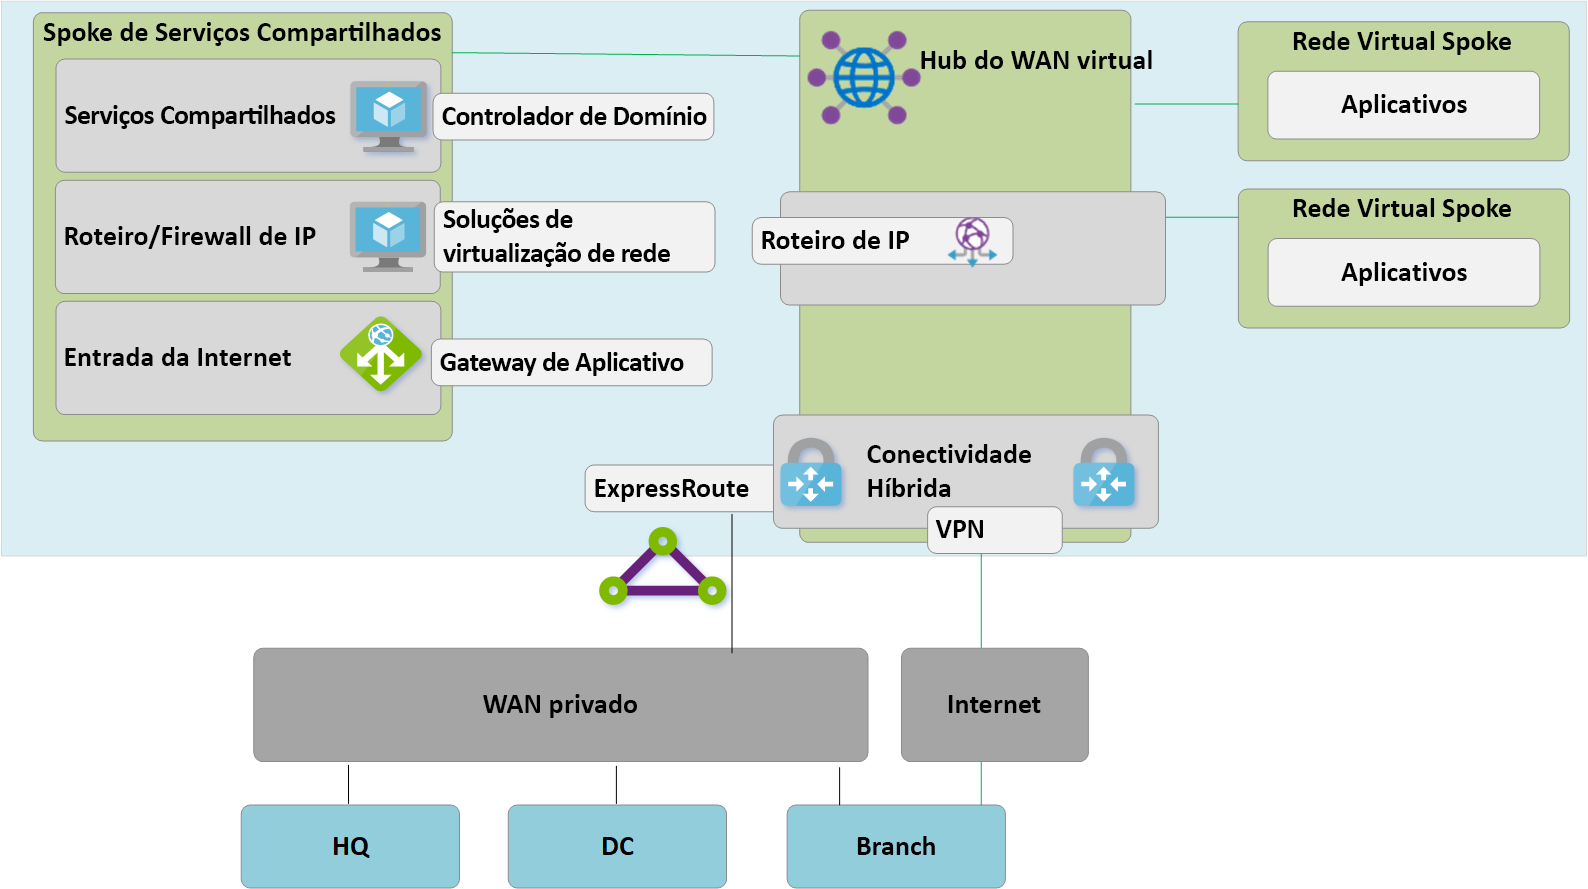 Spoke de Serviços Compartilhados
Serviços Compartilhados
Controlador de Domínio
Roteiro/Firewall de IP
Soluções de
virtualização de rede
Entrada da Internet
Gateway de Aplicativo
Hub do WAN virtual
Roteiro de IP
Conectividade
Híbrida
ExpressRoute
VPN
Rede Virtual Spoke
Aplicativos
Rede Virtual Spoke
Aplicativos
WAN privado
Internet
HQ
DC
Branch